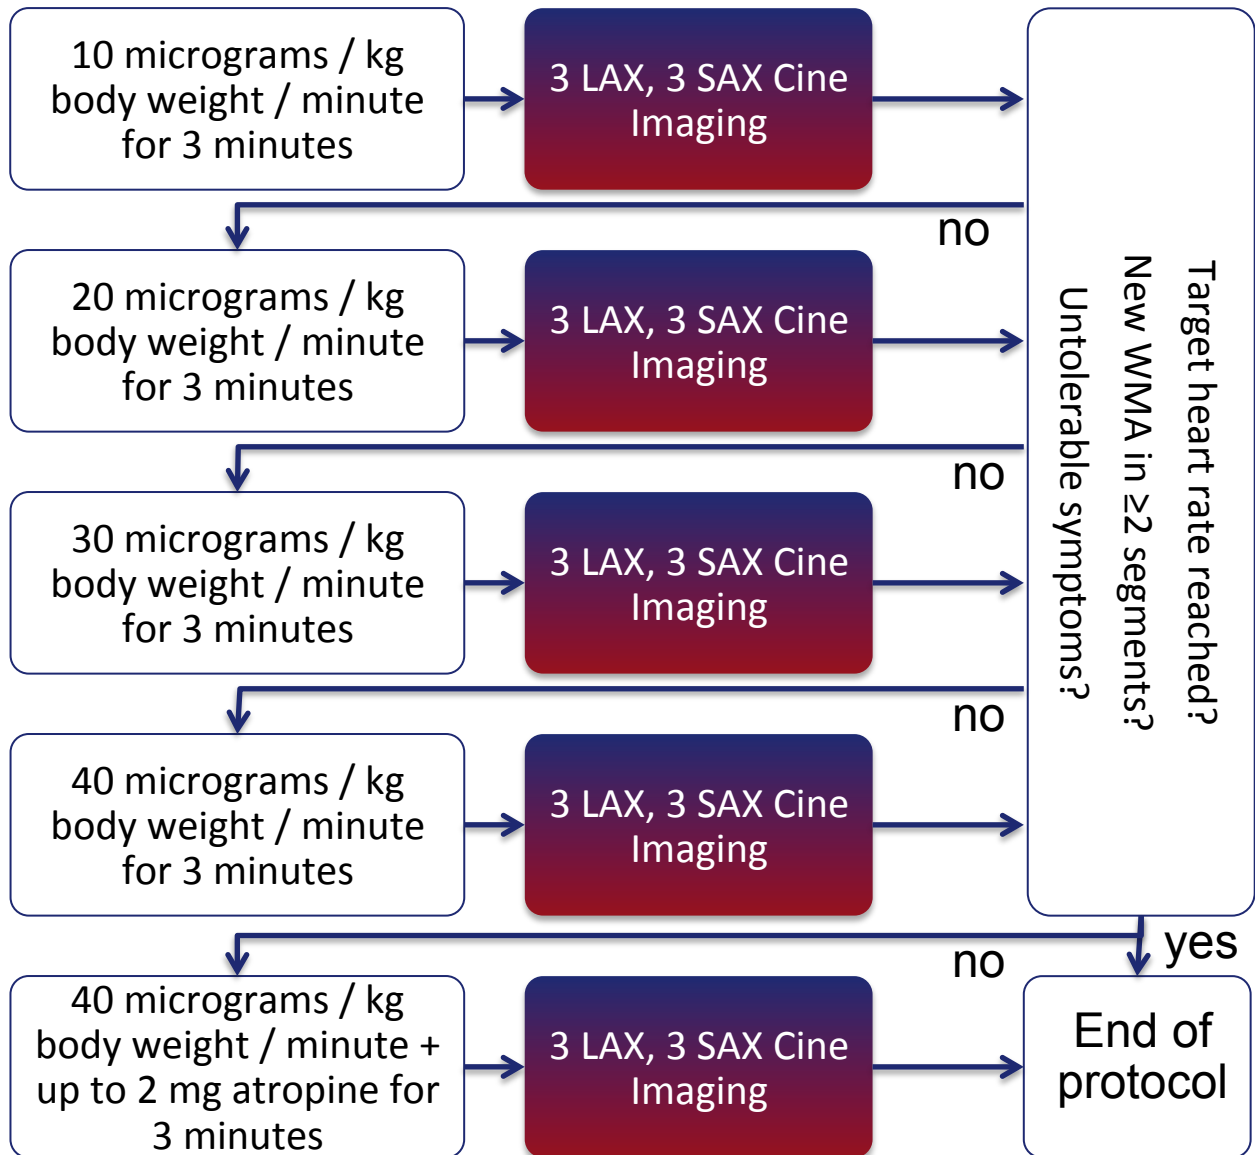 10 micrograms / kg
body weight / minute
for 3 minutes
3 LAX, 3 SAX Cine
Imaging
Target heart rate reached?
New WMA in ≥2 segments?
Untolerable symptoms?
no
20 micrograms / kg
body weight / minute
for 3 minutes
3 LAX, 3 SAX Cine
Imaging
no
30 micrograms / kg
body weight / minute
for 3 minutes
3 LAX, 3 SAX Cine
Imaging
no
40 micrograms / kg
body weight / minute
for 3 minutes
3 LAX, 3 SAX Cine
Imaging
no
yes
40 micrograms / kg
body weight / minute +
up to 2 mg atropine for
3 minutes
3 LAX, 3 SAX Cine
Imaging
End of
protocol